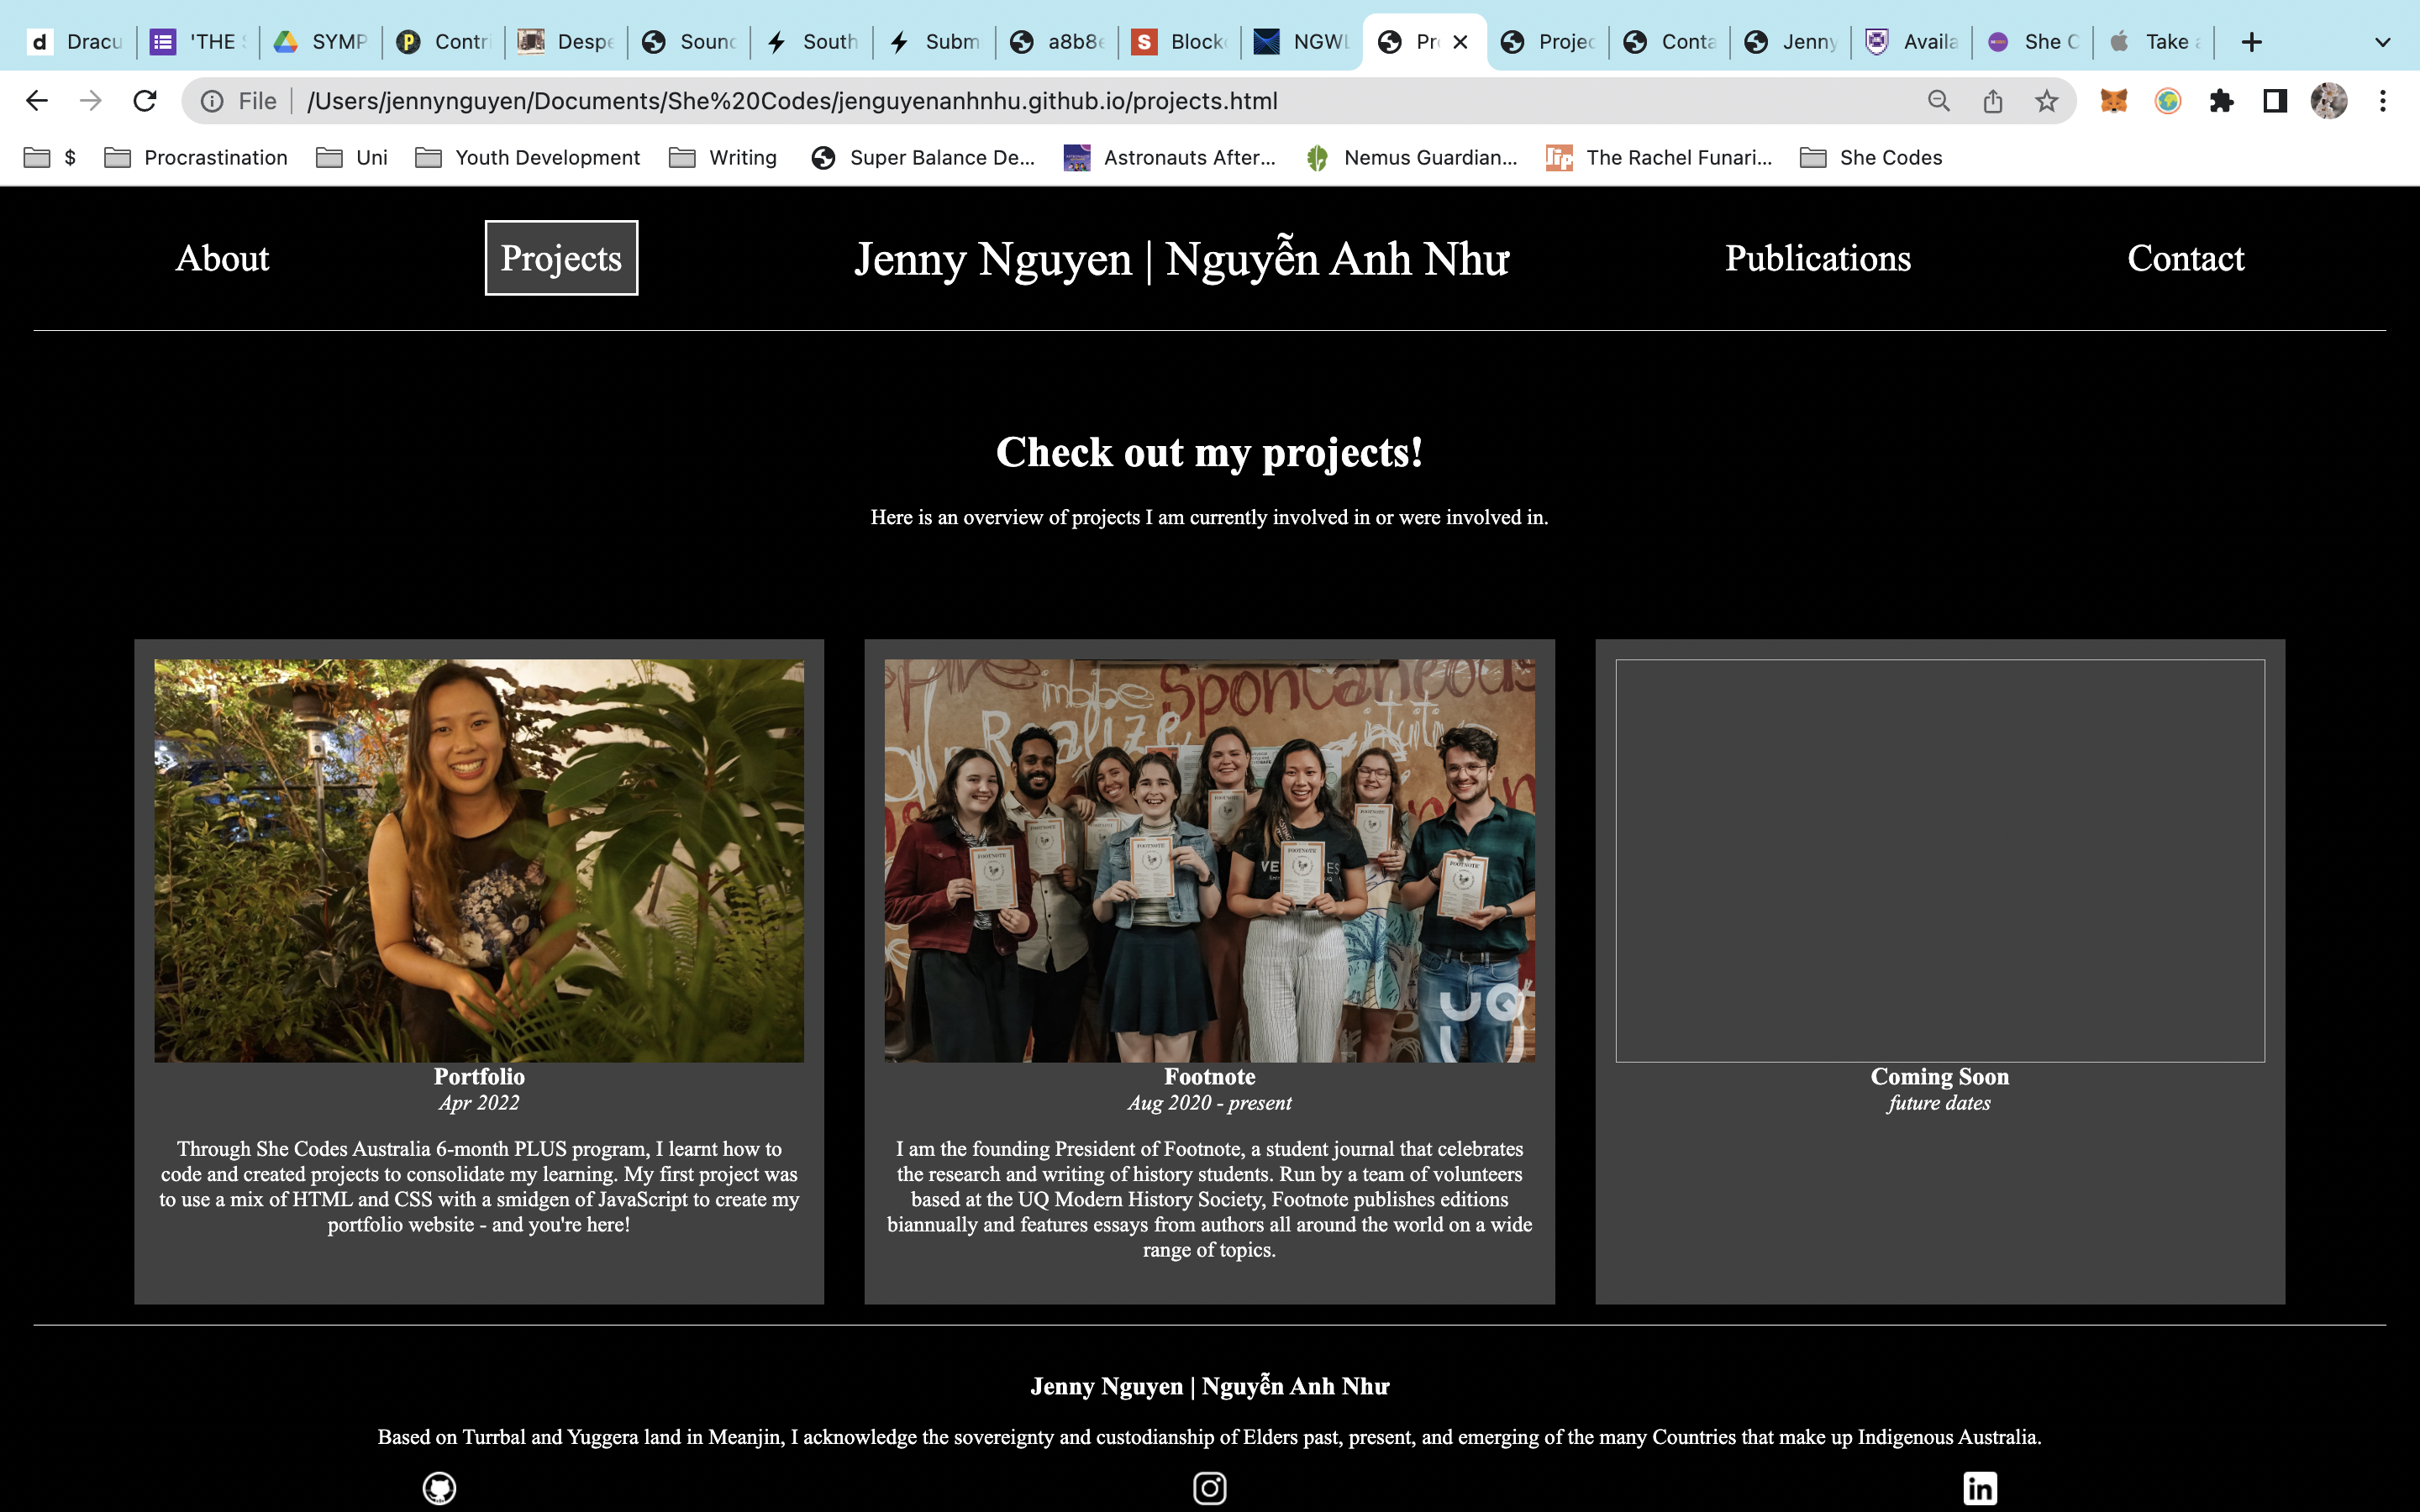 Dracu
'THE S
SYMP
Contri
Despe
Sound
South
Subm
a8b8e
Block
NGWL
Pr
Projec
Conta
Jenny
Availa
She C
Take a
File | /Users/jennynguyen/Documents/She%20Codes/jenguyenanhnhu.github.io/projects.html
$ Procrastination Uni Youth Development Writing Super Balance De... Astronauts After... Nemus Guardian... The Rachel Funari... She Codes
About Projects Jenny Nguyen | Nguyễn Anh Như Publications Contact
Check out my projects!
Here is an overview of projects I am currently involved in or were involved in.
Spontaneous
Realize
FOOTNOTE
UQ
Portfolio
Apr 2022
Through She Codes Australia 6-month PLUS program, I learnt how to
code and created projects to consolidate my learning. My first project was
to use a mix of HTML and CSS with a smidgen of JavaScript to create my
portfolio website - and you're here!
Footnote
Aug 2020 - present
I am the founding President of Footnote, a student journal that celebrates
the research and writing of history students. Run by a team of volunteers
based at the UQ Modern History Society, Footnote publishes editions
biannually and features essays from authors all around the world on a wide
range of topics.
Coming Soon
future dates
Jenny Nguyen | Nguyễn Anh Như
Based on Turrbal and Yuggera land in Meanjin, I acknowledge the sovereignty and custodianship of Elders past, present, and emerging of the many Countries that make up Indigenous Australia.